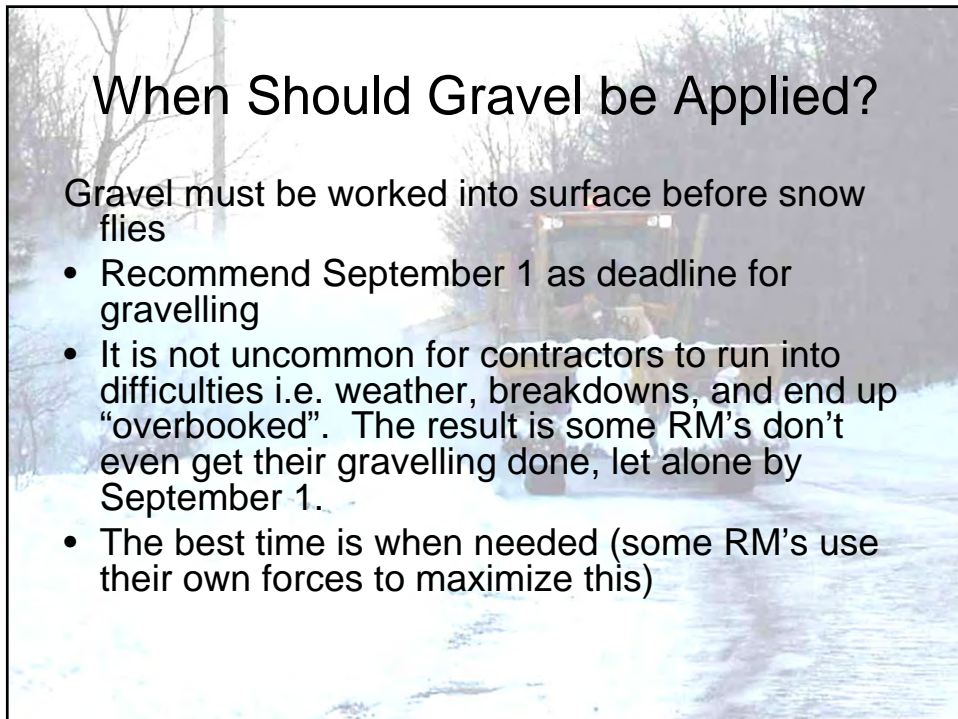 When Should Gravel be Applied?
Gravel must be worked into surface before snow
flies
• Recommend September 1 as deadline for
gravelling
• It is not uncommon for contractors to run into
difficulties i.e. weather, breakdowns, and end up
“overbooked”.  The result is some RM’s don’t
even get their gravelling done, let alone by
September 1.
• The best time is when needed (some RM’s use
their own forces to maximize this)